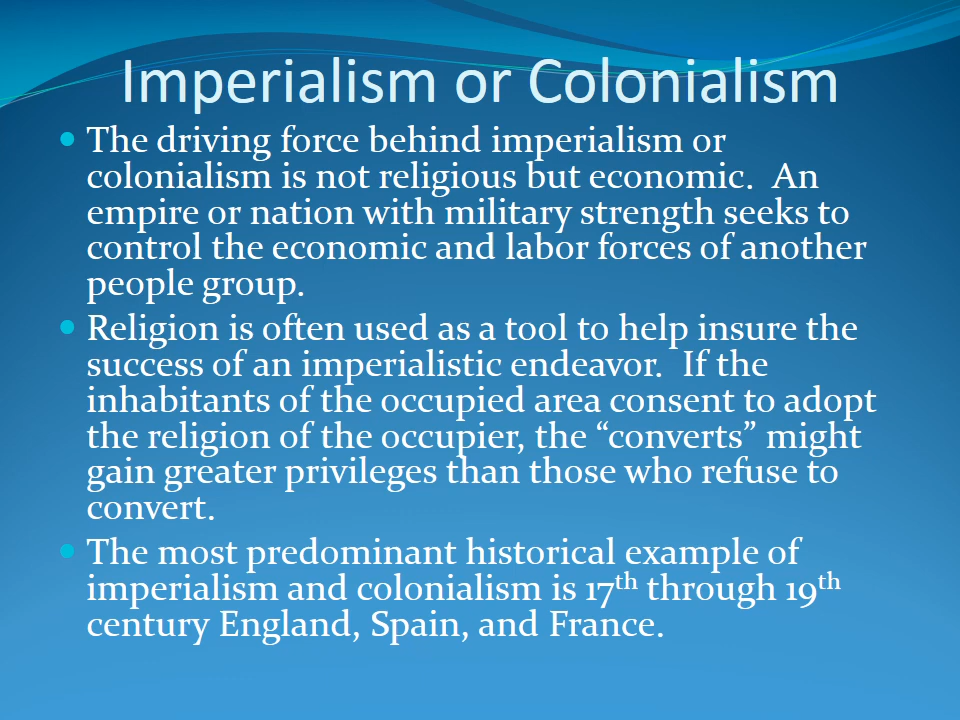 Imperialism or Colonialism
• The driving force behind imperialism or
colonialism is not religious but economic.  An
empire or nation with military strength seeks to
control the economic and labor forces of another
people group.
• Religion is often used as a tool to help insure the
success of an imperialistic endeavor.  If the
inhabitants of the occupied area consent to adopt
the religion of the occupier, the “converts” might
gain greater privileges than those who refuse to
convert.
• The most predominant historical example of
imperialism and colonialism is 17th through 19th
century England, Spain, and France.